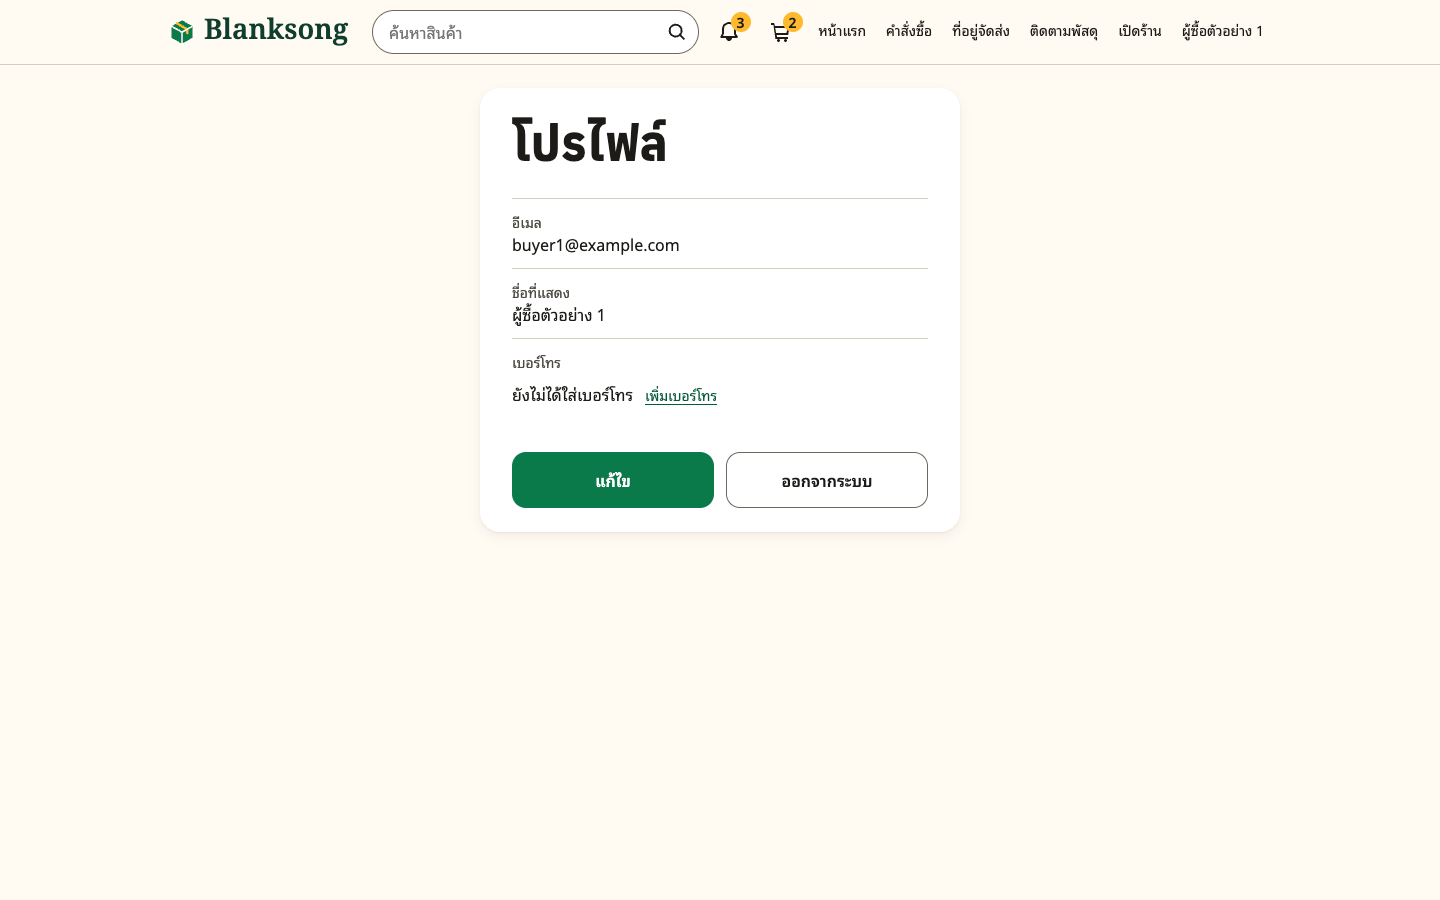 Blanksong
ค้นหาสินค้า
3
2
หน้าแรก
คำสั่งซื้อ
ที่อยู่จัดส่ง
ติดตามพัสดุ
เปิดร้าน
ผู้ซื้อตัวอย่าง 1
โปรไฟล์
อีเมล
buyer1@example.com
ชื่อที่แสดง
ผู้ซื้อตัวอย่าง 1
เบอร์โทร
ยังไม่ได้ใส่เบอร์โทร เพิ่มเบอร์โทร
แก้ไข
ออกจากระบบ